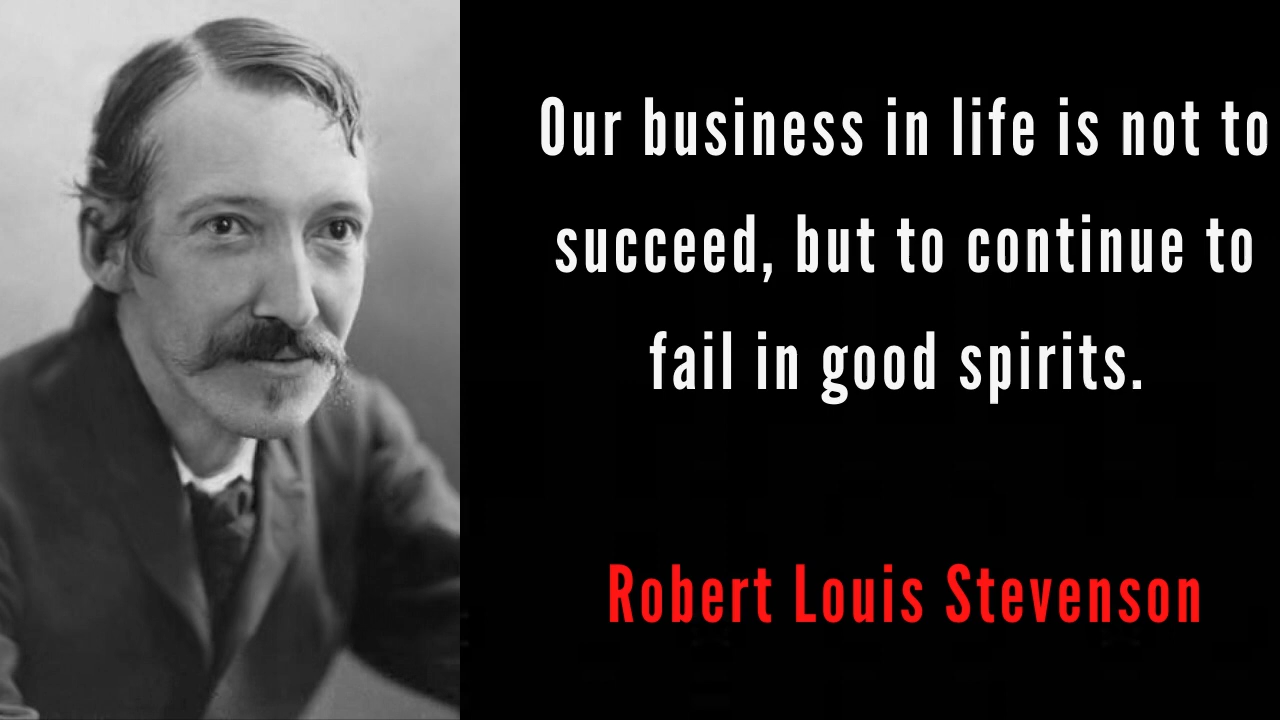 Our business in life is not to
succeed, but to continue to
fail in good spirits.
Robert Louis Stevenson